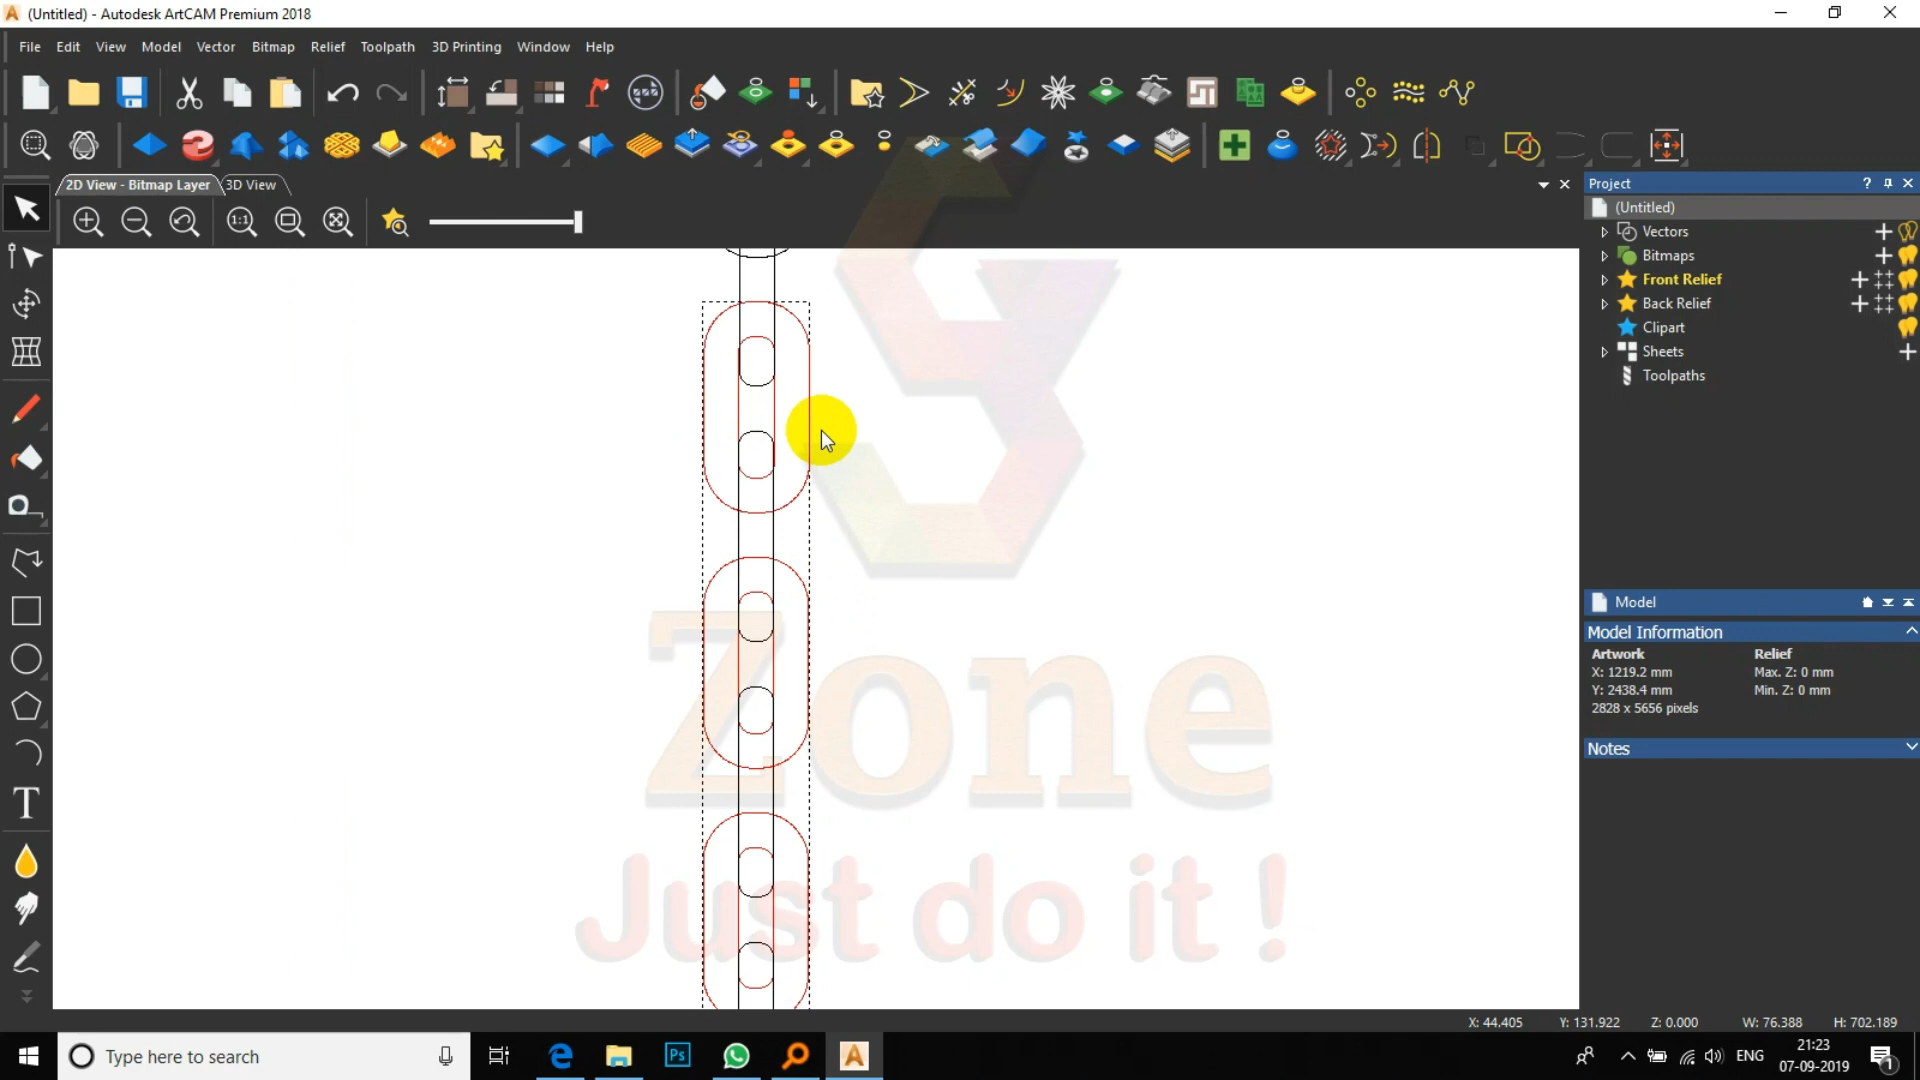 (Untitled) - Autodesk ArtCAM Premium 2018
File Edit View Model Vector Bitmap Relief Toolpath 3D Printing Window Help
2D View - Bitmap Layer 3D View
Project
(Untitled)
Vectors
Bitmaps
Front Relief
Back Relief
Clipart
Sheets
Toolpaths
1:1
Zone
Just do it !
Model
Model Information
Artwork Relief
X: 1219.2 mm Max. Z: 0 mm
Y: 2438.4 mm Min. Z: 0 mm
2828 x 5656 pixels
Notes
X: 44.405 Y: 131.922 Z: 0.000 W: 76.388 H: 702.189
Type here to search
Ps
ENG
21:23
07-09-2019
1